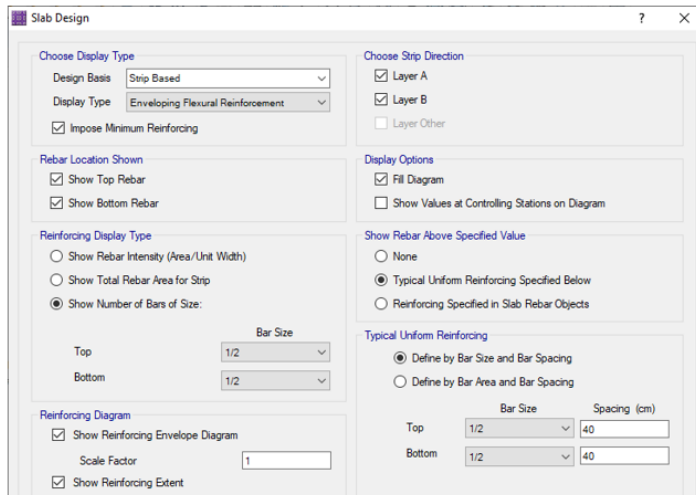 Slab Design
?
Choose Display Type
Design Basis Strip Based
Display Type Enveloping Flexural Reinforcement
Impose Minimum Reinforcing
Rebar Location Shown
Show Top Rebar
Show Bottom Rebar
Reinforcing Display Type
Show Rebar Intensity (Area/Unit Width)
Show Total Rebar Area for Strip
Show Number of Bars of Size:
Bar Size
Top 1/2
Bottom 1/2
Reinforcing Diagram
Show Reinforcing Envelope Diagram
Scale Factor 1
Show Reinforcing Extent
Choose Strip Direction
Layer A
Layer B
Layer Other
Display Options
Fill Diagram
Show Values at Controlling Stations on Diagram
Show Rebar Above Specified Value
None
Typical Uniform Reinforcing Specified Below
Reinforcing Specified in Slab Rebar Objects
Typical Uniform Reinforcing
Define by Bar Size and Bar Spacing
Define by Bar Area and Bar Spacing
Bar Size Spacing (cm)
Top 1/2 40
Bottom 1/2 40